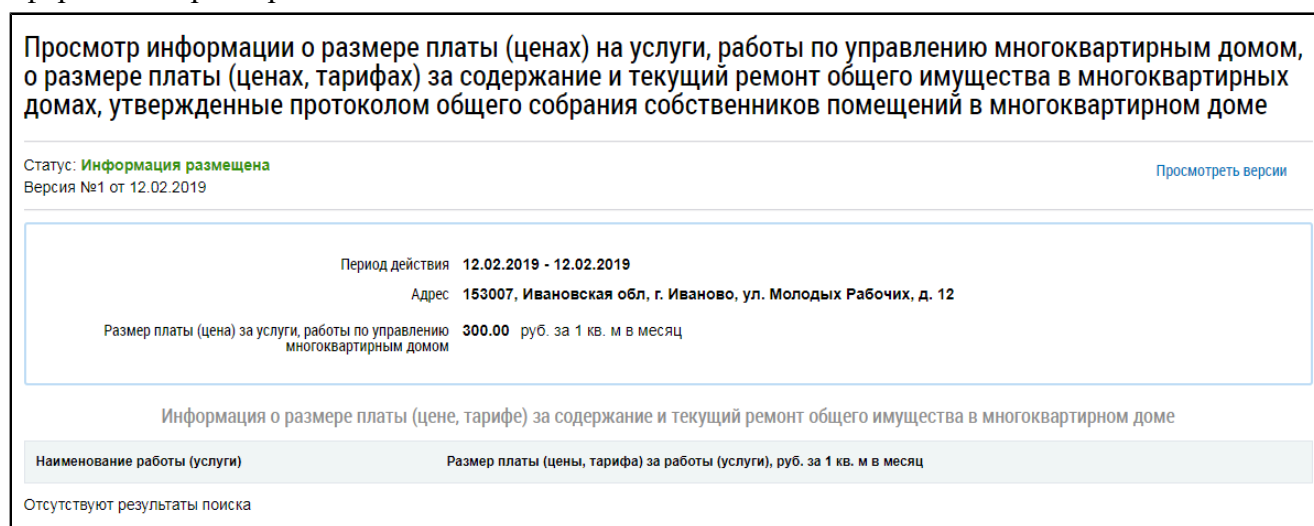 Просмотр информации о размере платы (ценах) на услуги, работы по управлению многоквартирным домом,
о размере платы (ценах, тарифах) за содержание и текущий ремонт общего имущества в многоквартирных
домах, утвержденные протоколом общего собрания собственников помещений в многоквартирном доме
Статус: Информация размещена
Просмотреть версии
Версия №1 от 12.02.2019
Период действия 12.02.2019 - 12.02.2019
Адрес 153007, Ивановская обл, г. Иваново, ул. Молодых Рабочих, д. 12
Размер платы (цена) за услуги, работы по управлению 300.00 руб. за 1 кв. м в месяц
многоквартирным домом
Информация о размере платы (цене, тарифе) за содержание и текущий ремонт общего имущества в многоквартирном доме
Наименование работы (услуги) Размер платы (цены, тарифа) за работы (услуги), руб. за 1 кв. м в месяц
Отсутствуют результаты поиска